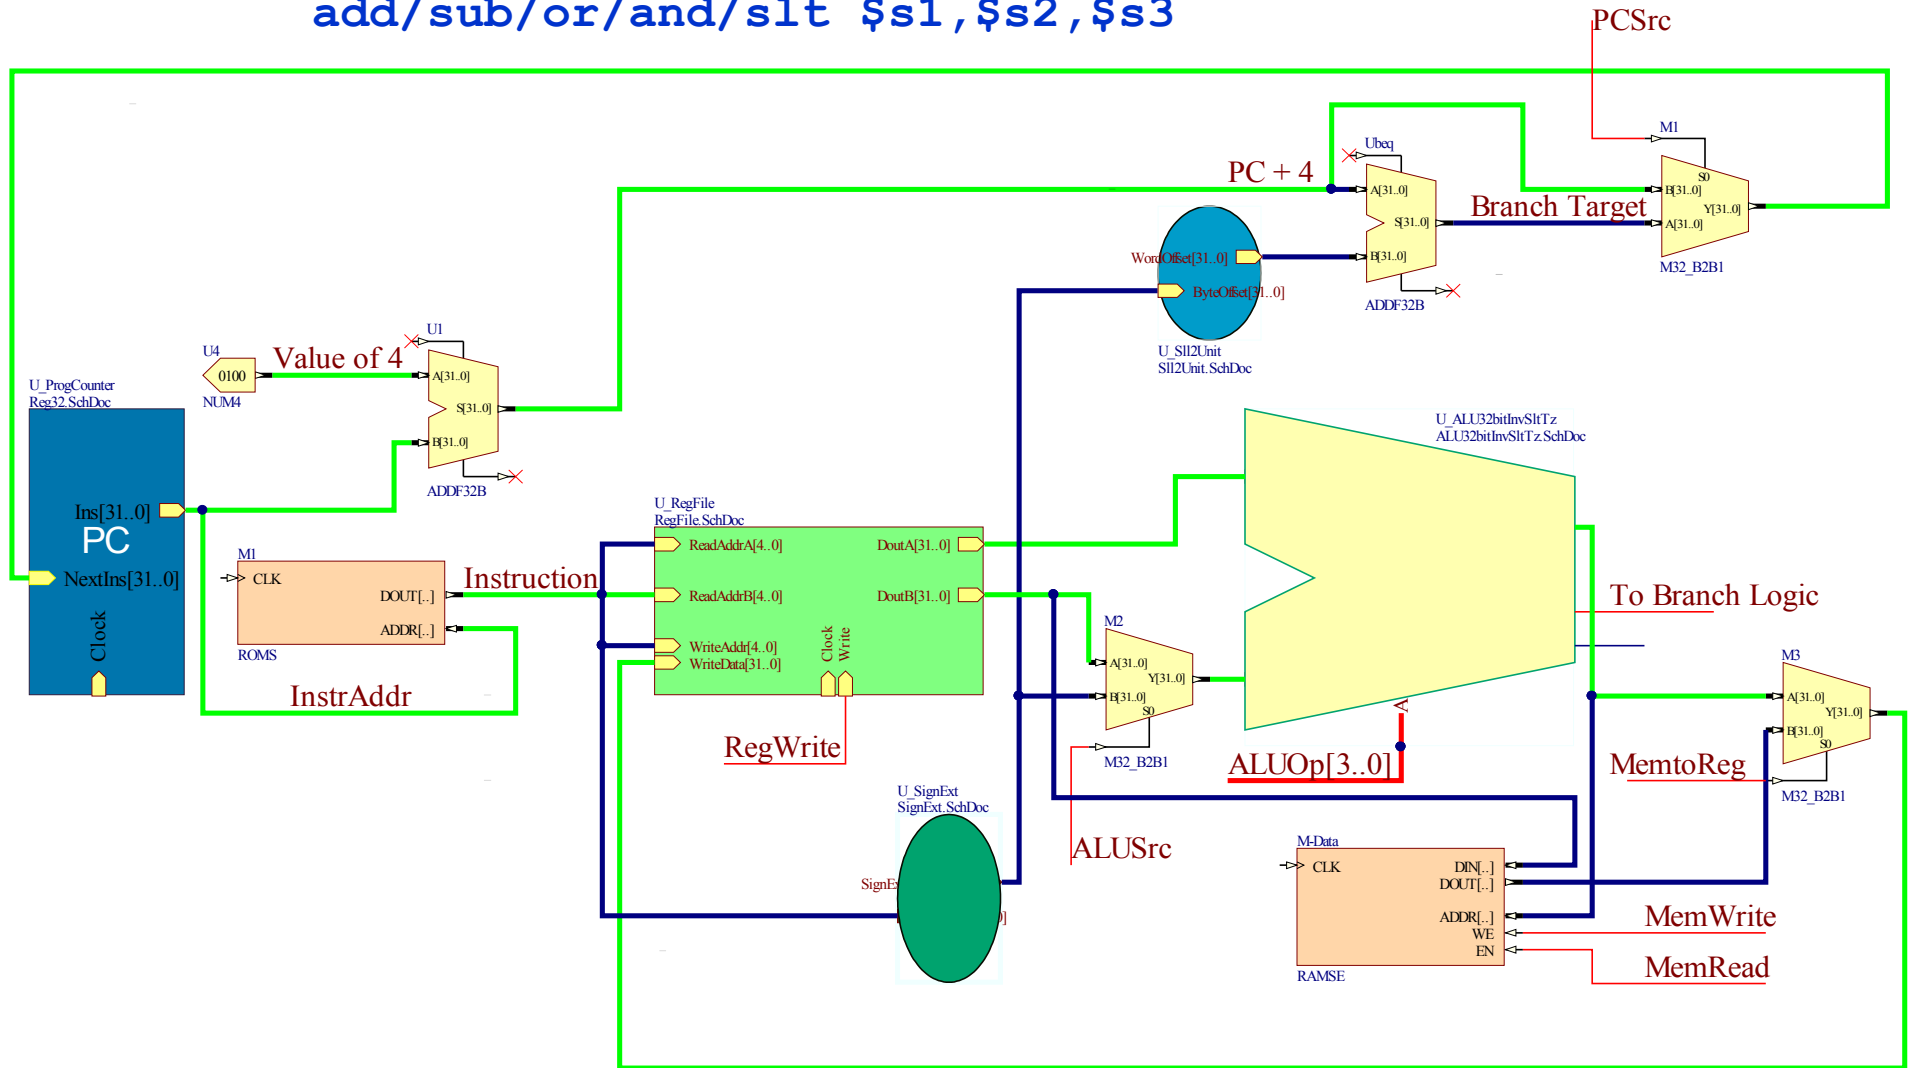 add/sub/or/and/slt $s1,$s2,$s3
PCSrc
M1
S0
B[31..0]
Y[31..0]
A[31..0]
M32_B2B1
Ubeq
PC + 4
A[31..0]
S[31..0]
B[31..0]
ADDF32B
Branch Target
WordOffset[31..0]
ByteOffset[31..0]
U_Sll2Unit
Sll2Unit.SchDoc
U1
U4
0100
NUM4
Value of 4
A[31..0]
S[31..0]
B[31..0]
ADDF32B
U_ProgCounter
Reg32.SchDoc
Ins[31..0]
PC
NextIns[31..0]
Clock
M1
CLK
DOUT[..]
ADDR[..]
ROMS
Instruction
InstrAddr
U_RegFile
RegFile.SchDoc
ReadAddrA[4..0]
DoutA[31..0]
ReadAddrB[4..0]
DoutB[31..0]
WriteAddr[4..0]
WriteData[31..0]
Clock
Write
RegWrite
M2
A[31..0]
Y[31..0]
B[31..0]
S0
M32_B2B1
ALUSrc
U_ALU32bitInvSltTz
ALU32bitInvSltTz.SchDoc
A
ALUOp[3..0]
To Branch Logic
M3
A[31..0]
Y[31..0]
B[31..0]
S0
MemtoReg
M32_B2B1
U_SignExt
SignExt.SchDoc
M-Data
CLK
DIN[..]
DOUT[..]
ADDR[..]
WE
EN
RAMSE
MemWrite
MemRead